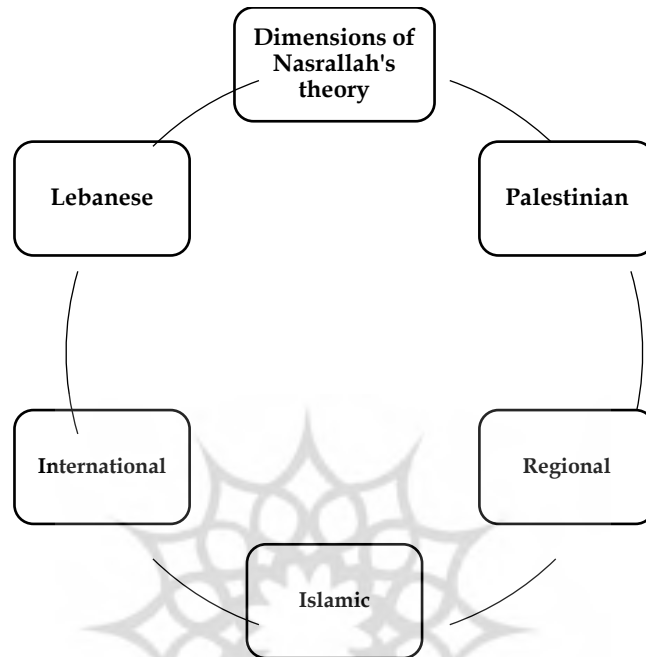 Dimensions of
Nasrallah's
theory
Lebanese
Palestinian
International
Regional
Islamic